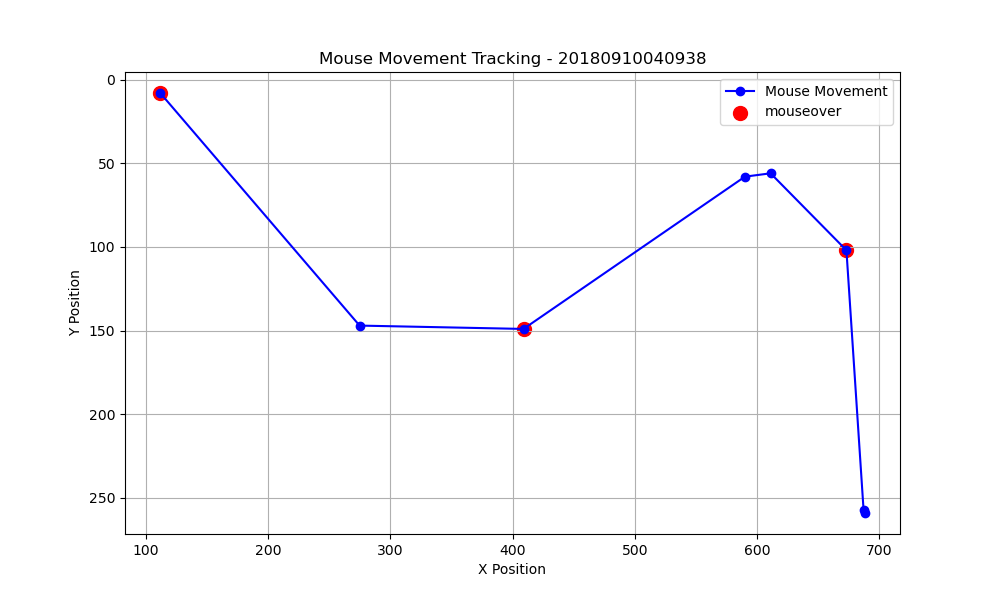 Mouse Movement Tracking - 20180910040938
Mouse Movement
mouseover
0
50
100
150
200
250
Y Position
100 200 300 400 500 600 700
X Position